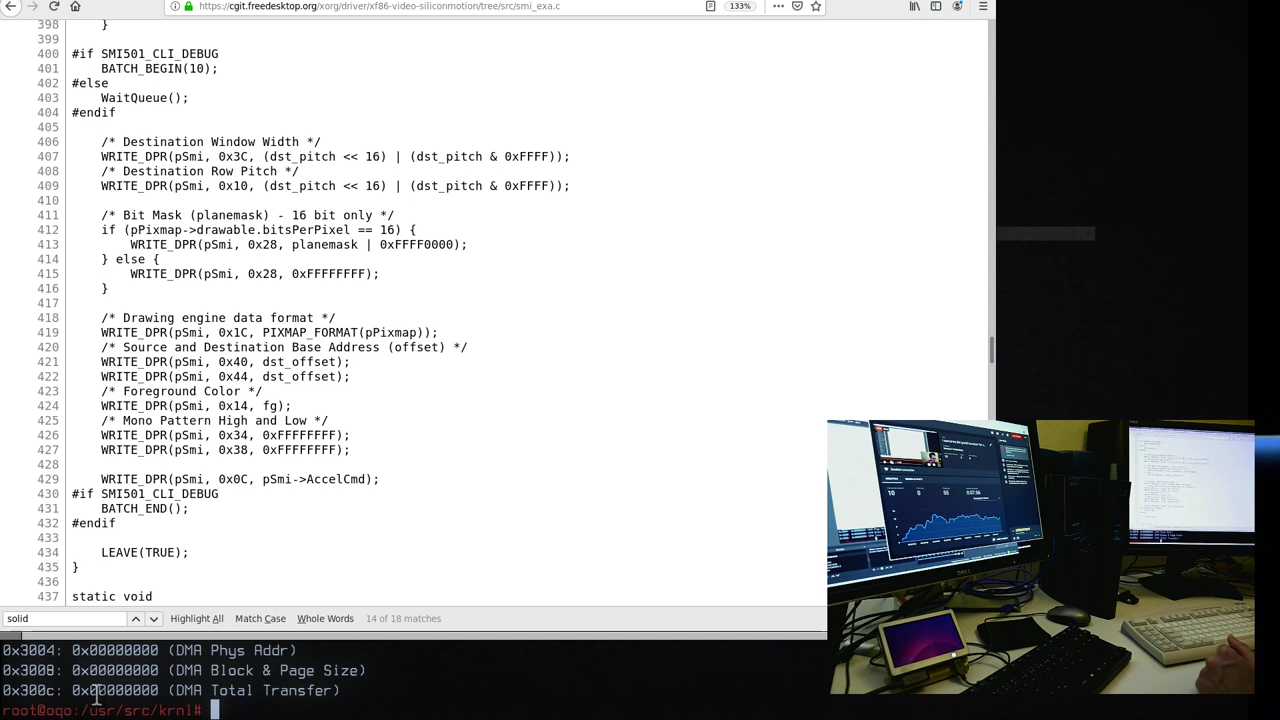 https://cgit.freedesktop.org/xorg/driver/xf86-video-siliconmotion/tree/src/smi_exa.c 133%
398 }
399
400 #if SMI501_CLI_DEBUG
401 BATCH_BEGIN(10);
402 #else
403 WaitQueue();
404 #endif
405
406 /* Destination Window Width */
407 WRITE_DPR(pSmi, 0x3C, (dst_pitch << 16) | (dst_pitch & 0xFFFF));
408 /* Destination Row Pitch */
409 WRITE_DPR(pSmi, 0x10, (dst_pitch << 16) | (dst_pitch & 0xFFFF));
410
411 /* Bit Mask (planemask) - 16 bit only */
412 if (pPixmap->drawable.bitsPerPixel == 16) {
413 WRITE_DPR(pSmi, 0x28, planemask | 0xFFFF0000);
414 } else {
415 WRITE_DPR(pSmi, 0x28, 0xFFFFFFFF);
416 }
417
418 /* Drawing engine data format */
419 WRITE_DPR(pSmi, 0x1C, PIXMAP_FORMAT(pPixmap));
420 /* Source and Destination Base Address (offset) */
421 WRITE_DPR(pSmi, 0x40, dst_offset);
422 WRITE_DPR(pSmi, 0x44, dst_offset);
423 /* Foreground Color */
424 WRITE_DPR(pSmi, 0x14, fg);
425 /* Mono Pattern High and Low */
426 WRITE_DPR(pSmi, 0x34, 0xFFFFFFFF);
427 WRITE_DPR(pSmi, 0x38, 0xFFFFFFFF);
428
429 WRITE_DPR(pSmi, 0x0C, pSmi->AccelCmd);
430 #if SMI501_CLI_DEBUG
431 BATCH_END();
432 #endif
433
434 LEAVE(TRUE);
435 }
436
437 static void
solid Highlight All Match Case Whole Words 14 of 18 matches
0x3004: 0x00000000 (DMA Phys Addr)
0x3008: 0x00000000 (DMA Block & Page Size)
0x300c: 0x00000000 (DMA Total Transfer)
root@oqo:/usr/src/krnl#